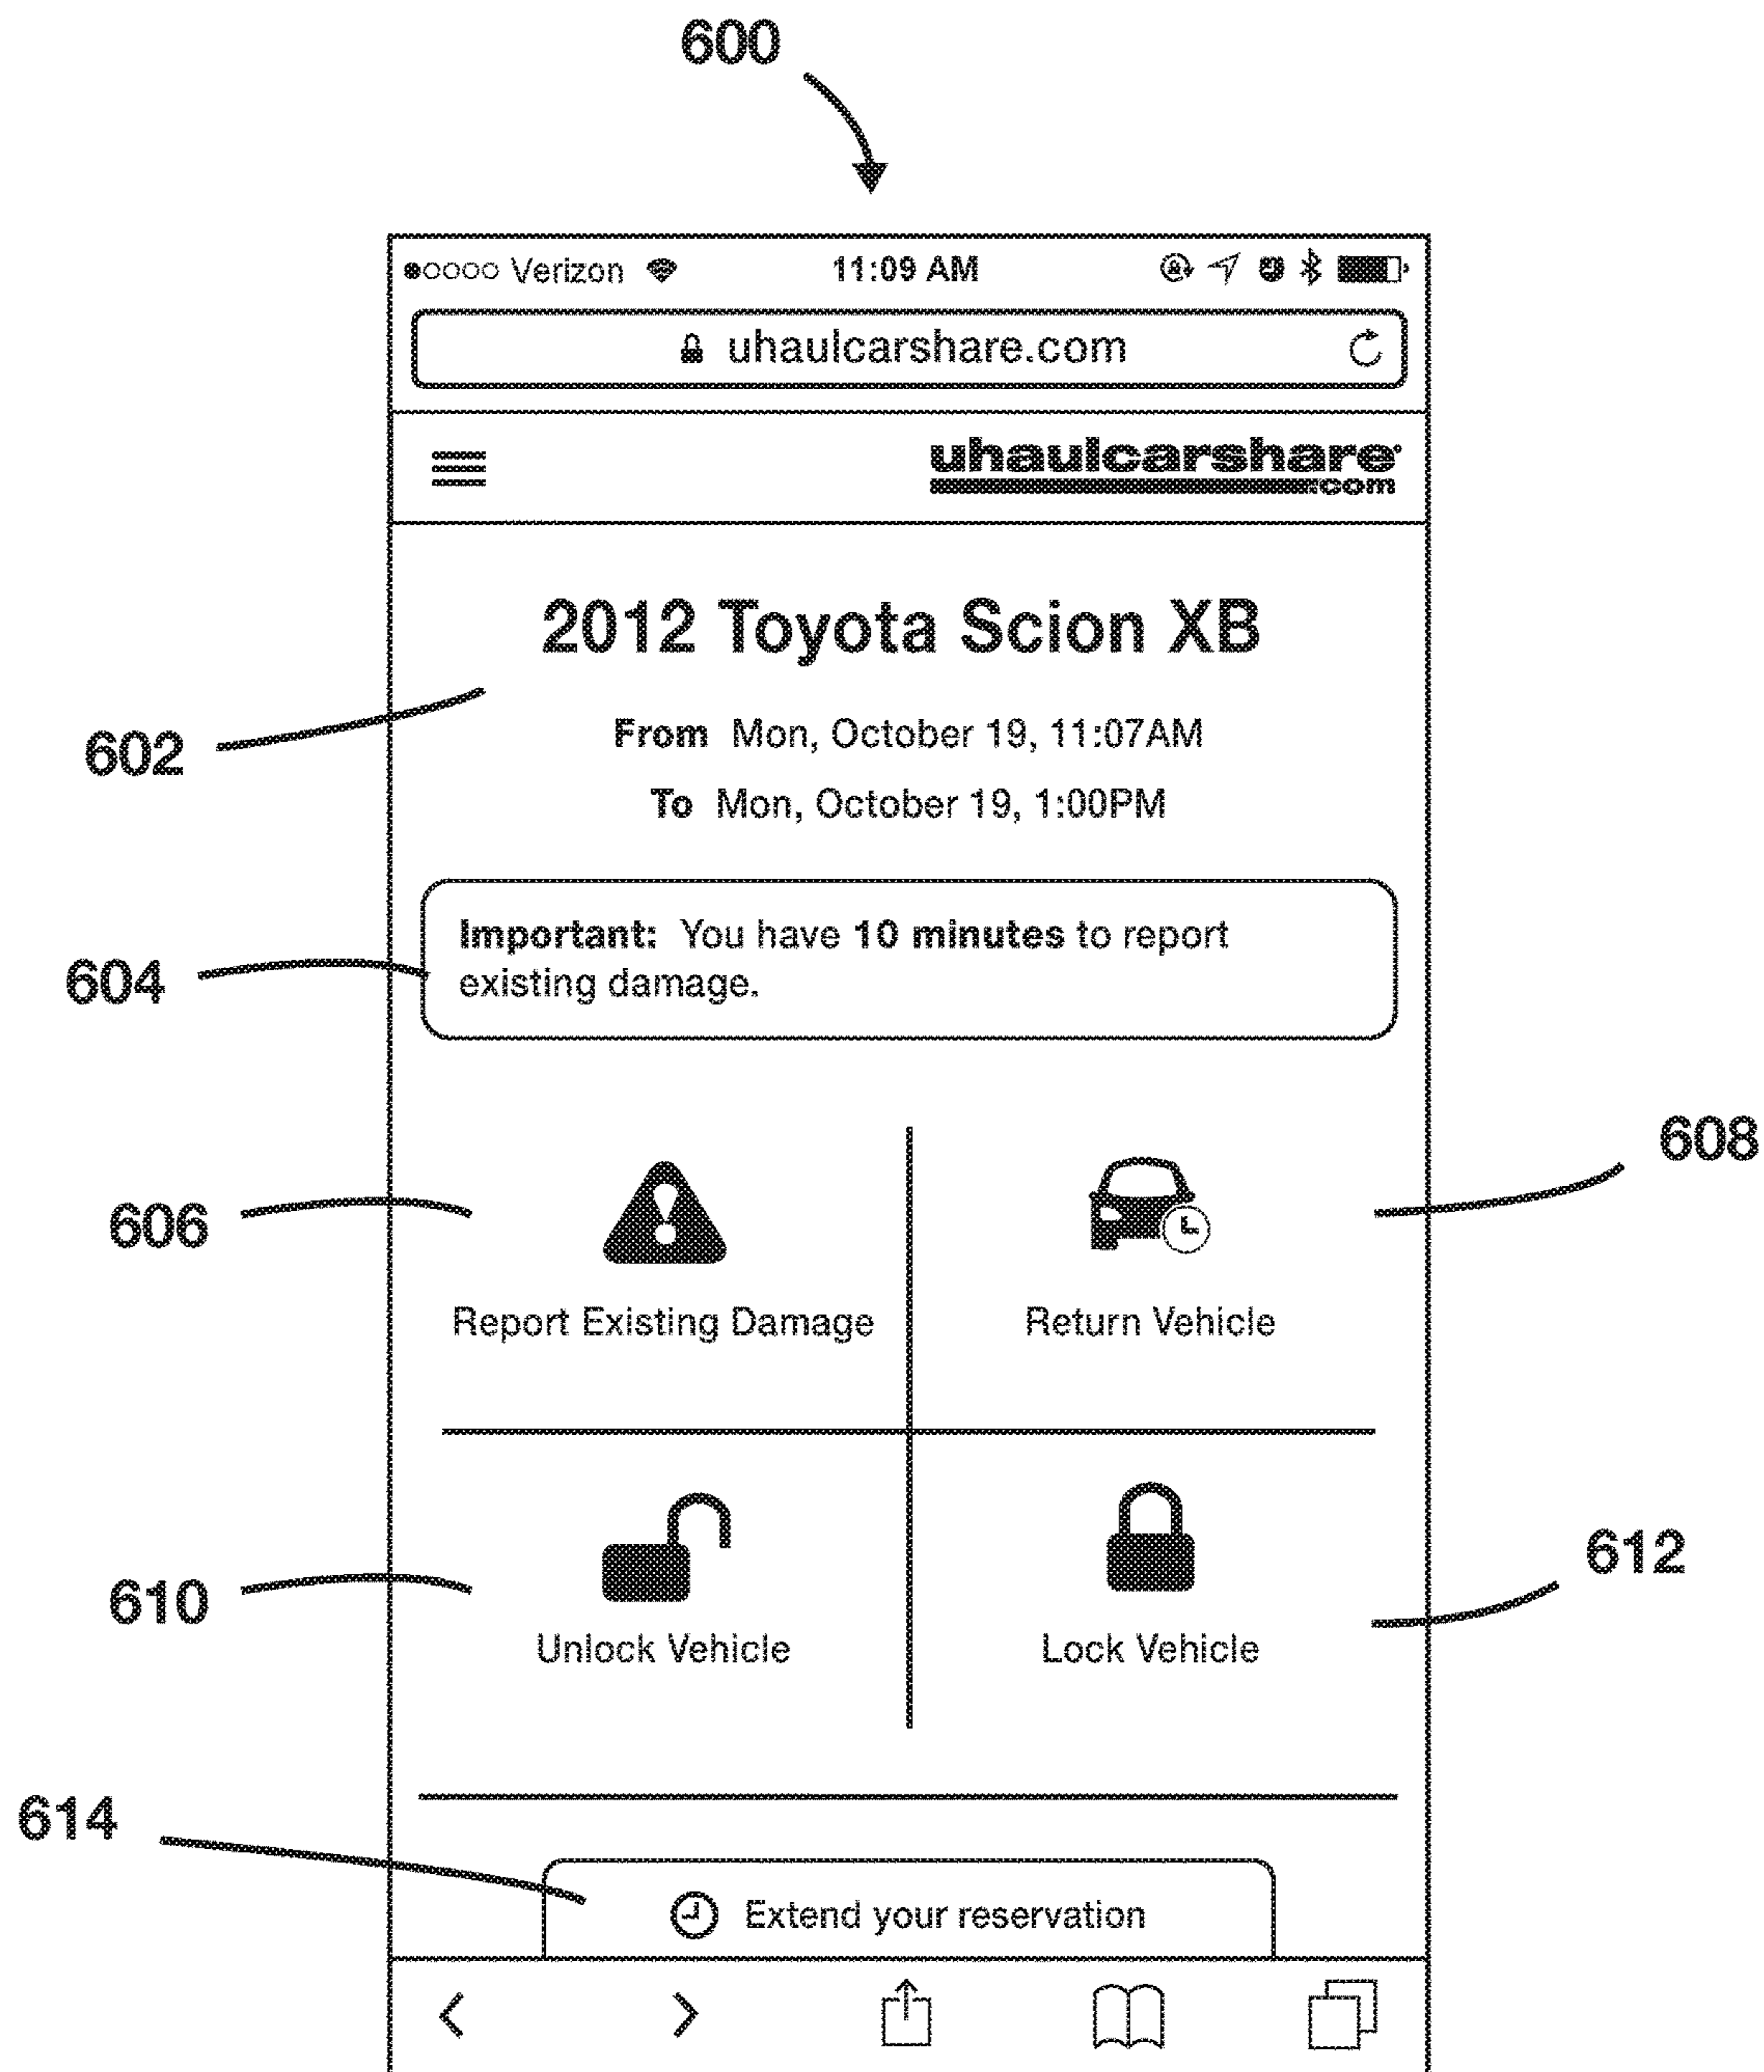 600
Verizon 11:09 AM
uhaulcarshare.com
uhaulcarshare
.com
2012 Toyota Scion XB
602
From Mon, October 19, 11:07AM
To Mon, October 19, 1:00PM
604
Important: You have 10 minutes to report
existing damage.
606
608
Report Existing Damage
Return Vehicle
610
612
Unlock Vehicle
Lock Vehicle
614
Extend your reservation